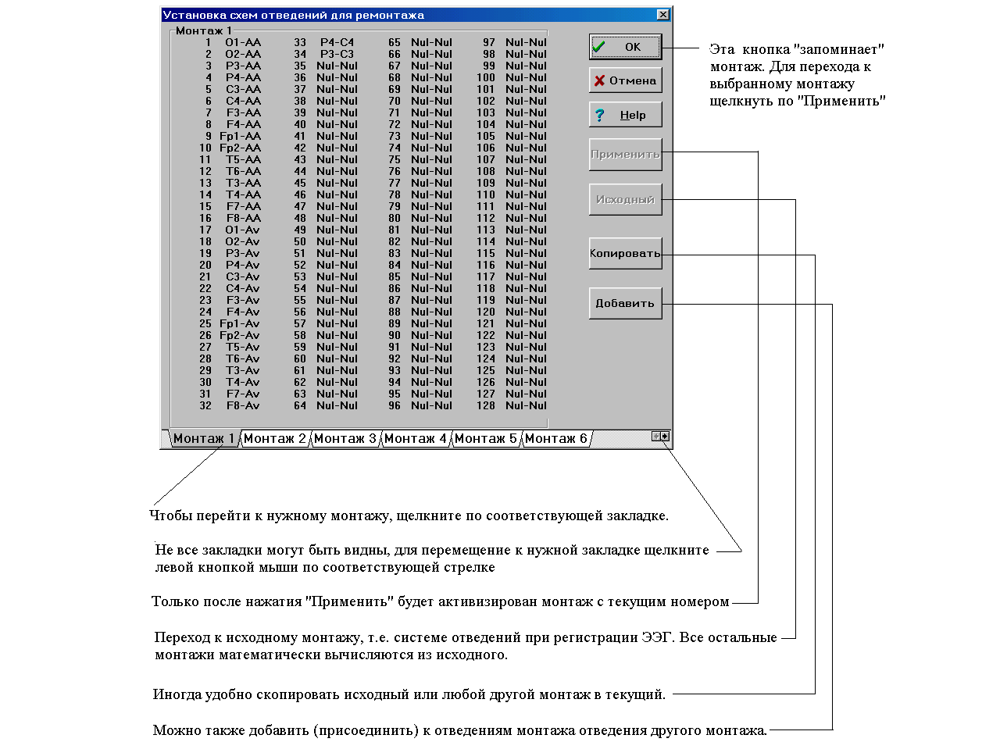 Установка схем отведений для ремонтажа
Монтаж 1
1 O1-AA 33 P4-C4 65 Nul-Nul 97 Nul-Nul
2 O2-AA 34 P3-C3 66 Nul-Nul 98 Nul-Nul
3 P3-AA 35 Nul-Nul 67 Nul-Nul 99 Nul-Nul
4 P4-AA 36 Nul-Nul 68 Nul-Nul 100 Nul-Nul
5 C3-AA 37 Nul-Nul 69 Nul-Nul 101 Nul-Nul
6 C4-AA 38 Nul-Nul 70 Nul-Nul 102 Nul-Nul
7 F3-AA 39 Nul-Nul 71 Nul-Nul 103 Nul-Nul
8 F4-AA 40 Nul-Nul 72 Nul-Nul 104 Nul-Nul
9 Fp1-AA 41 Nul-Nul 73 Nul-Nul 105 Nul-Nul
10 Fp2-AA 42 Nul-Nul 74 Nul-Nul 106 Nul-Nul
11 T5-AA 43 Nul-Nul 75 Nul-Nul 107 Nul-Nul
12 T6-AA 44 Nul-Nul 76 Nul-Nul 108 Nul-Nul
13 T3-AA 45 Nul-Nul 77 Nul-Nul 109 Nul-Nul
14 T4-AA 46 Nul-Nul 78 Nul-Nul 110 Nul-Nul
15 F7-AA 47 Nul-Nul 79 Nul-Nul 111 Nul-Nul
16 F8-AA 48 Nul-Nul 80 Nul-Nul 112 Nul-Nul
17 O1-Av 49 Nul-Nul 81 Nul-Nul 113 Nul-Nul
18 O2-Av 50 Nul-Nul 82 Nul-Nul 114 Nul-Nul
19 P3-Av 51 Nul-Nul 83 Nul-Nul 115 Nul-Nul
20 P4-Av 52 Nul-Nul 84 Nul-Nul 116 Nul-Nul
21 C3-Av 53 Nul-Nul 85 Nul-Nul 117 Nul-Nul
22 C4-Av 54 Nul-Nul 86 Nul-Nul 118 Nul-Nul
23 F3-Av 55 Nul-Nul 87 Nul-Nul 119 Nul-Nul
24 F4-Av 56 Nul-Nul 88 Nul-Nul 120 Nul-Nul
25 Fp1-Av 57 Nul-Nul 89 Nul-Nul 121 Nul-Nul
26 Fp2-Av 58 Nul-Nul 90 Nul-Nul 122 Nul-Nul
27 T5-Av 59 Nul-Nul 91 Nul-Nul 123 Nul-Nul
28 T6-Av 60 Nul-Nul 92 Nul-Nul 124 Nul-Nul
29 T3-Av 61 Nul-Nul 93 Nul-Nul 125 Nul-Nul
30 T4-Av 62 Nul-Nul 94 Nul-Nul 126 Nul-Nul
31 F7-Av 63 Nul-Nul 95 Nul-Nul 127 Nul-Nul
32 F8-Av 64 Nul-Nul 96 Nul-Nul 128 Nul-Nul
OK
Отмена
Help
Применить
Исходный
Копировать
Добавить
Монтаж 1 Монтаж 2 Монтаж 3 Монтаж 4 Монтаж 5 Монтаж 6
Эта кнопка "запоминает"
монтаж. Для перехода к
выбранному монтажу
щелкнуть по "Применить"
Чтобы перейти к нужному монтажу, щелкните по соответствующей закладке.
Не все закладки могут быть видны, для перемещение к нужной закладке щелкните
левой кнопкой мыши по соответствующей стрелке
Только после нажатия "Применить" будет активизирован монтаж с текущим номером
Переход к исходному монтажу, т.е. системе отведений при регистрации ЭЭГ. Все остальные
монтажи математически вычисляются из исходного.
Иногда удобно скопировать исходный или любой другой монтаж в текущий.
Можно также добавить (присоединить) к отведениям монтажа отведения другого монтажа.